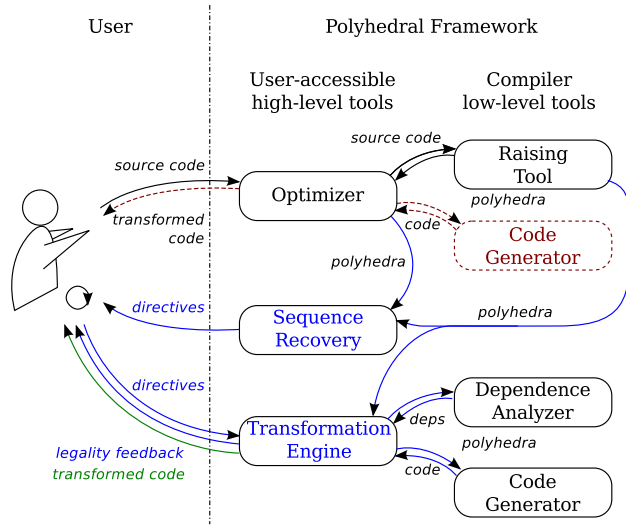 User
Polyhedral Framework
User-accessible
high-level tools
Compiler
low-level tools
source code
Raising
Tool
source code
Optimizer
polyhedra
transformed
code
code
Code
Generator
polyhedra
directives
Sequence
Recovery
polyhedra
directives
Dependence
Analyzer
deps
Transformation
Engine
legality feedback
transformed code
polyhedra
code
Code
Generator